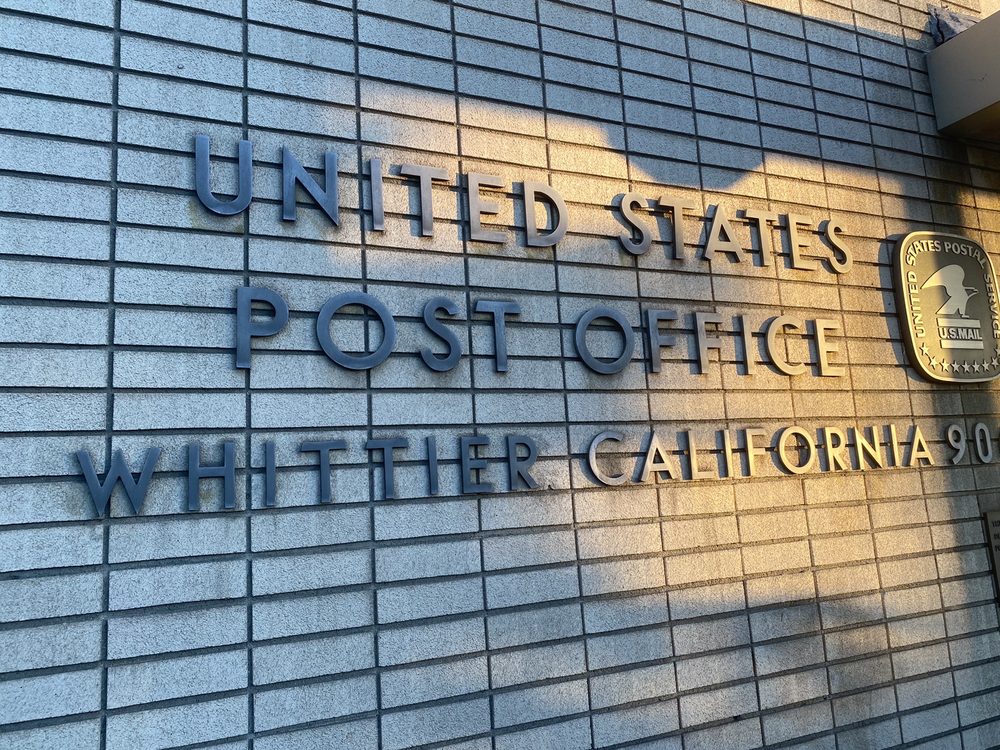 UNITED STATES
POST OFFICE
WHITTIER CALIFORNIA 90
UNITED STATES POSTAL SERVICE
U.S.MAIL